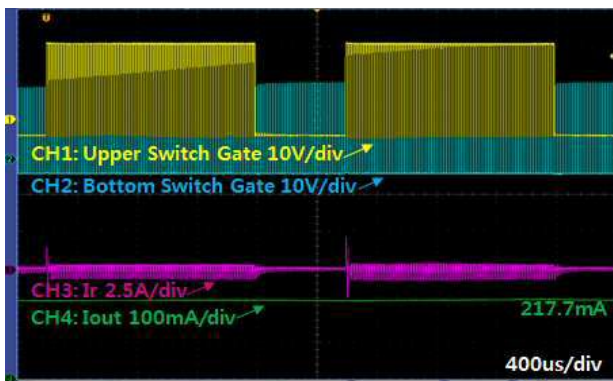 CH1: Upper Switch Gate 10V/div
CH2: Bottom Switch Gate 10V/div
CH3: Ir 2.5A/div
CH4: Iout 100mA/div
217.7mA
400us/div